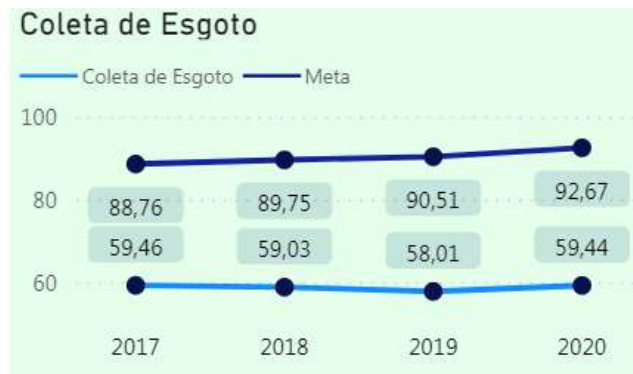 Coleta de Esgoto
Coleta de Esgoto Meta
100
80
60
88,76 89,75 90,51 92,67
59,46 59,03 58,01 59,44
2017 2018 2019 2020